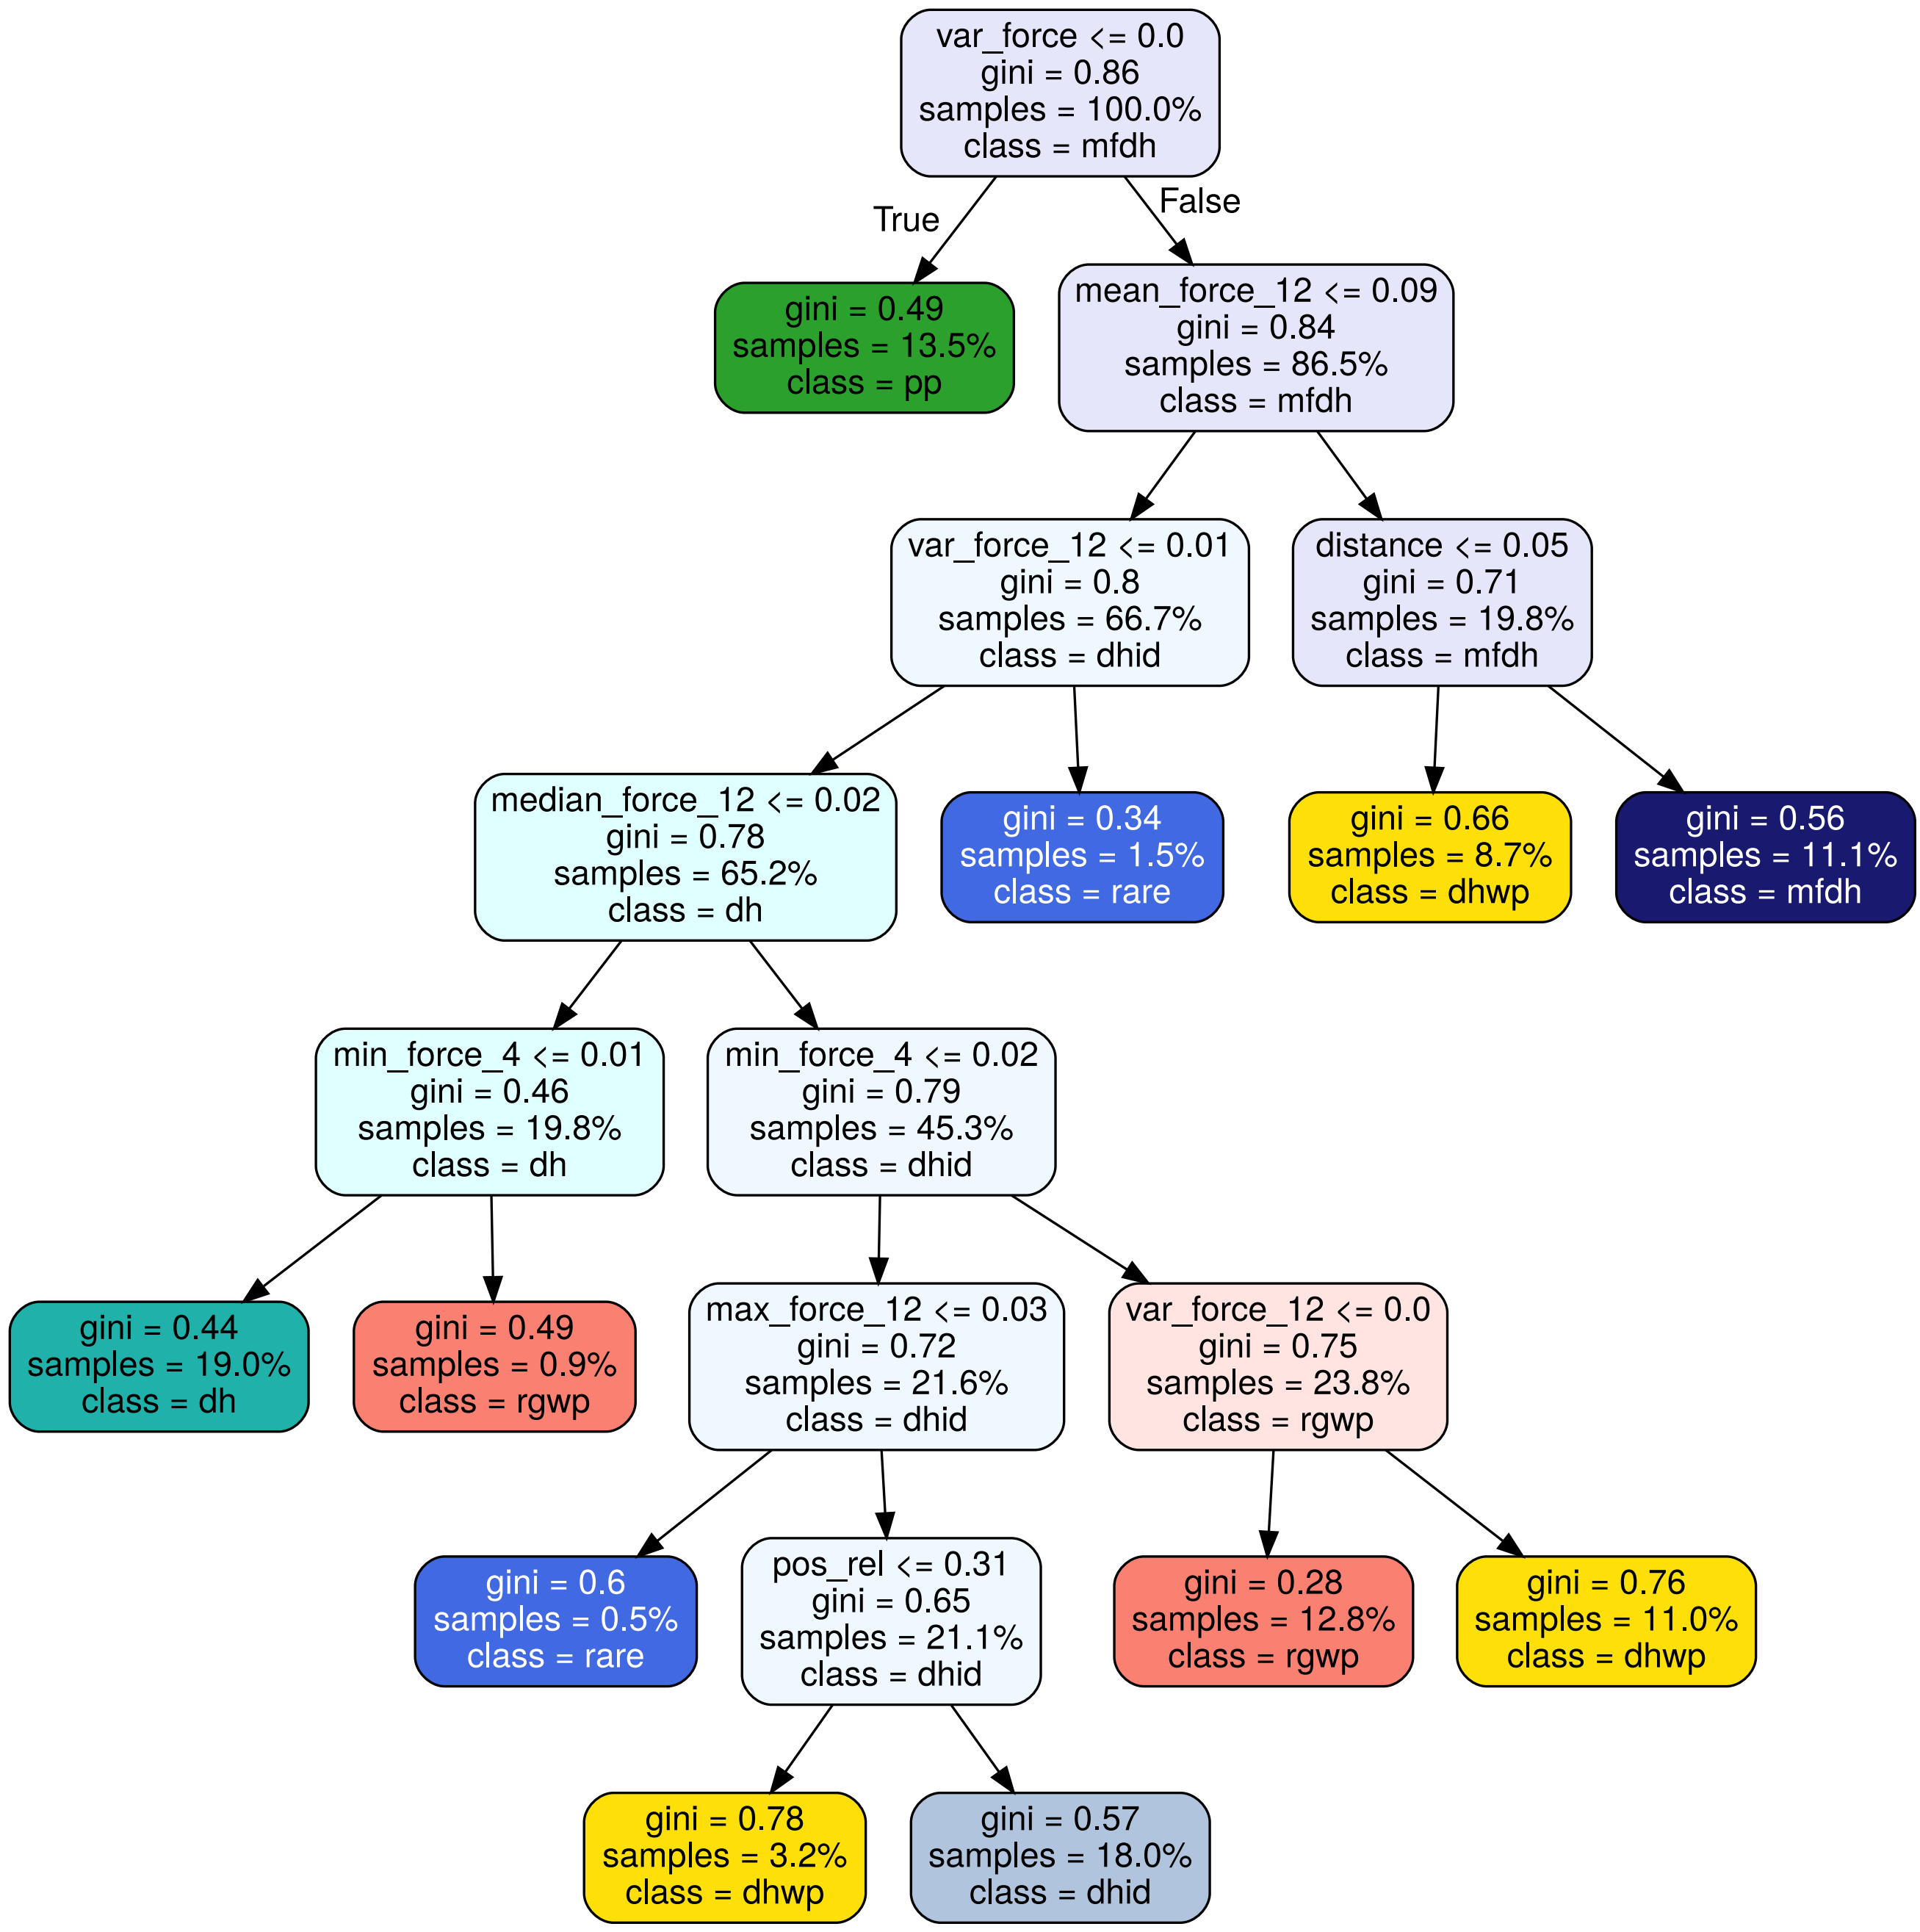 var_force <= 0.0
gini = 0.86
samples = 100.0%
class = mfdh
True
False
gini = 0.49
samples = 13.5%
class = pp
mean_force_12 <= 0.09
gini = 0.84
samples = 86.5%
class = mfdh
var_force_12 <= 0.01
gini = 0.8
samples = 66.7%
class = dhid
distance <= 0.05
gini = 0.71
samples = 19.8%
class = mfdh
median_force_12 <= 0.02
gini = 0.78
samples = 65.2%
class = dh
gini = 0.34
samples = 1.5%
class = rare
gini = 0.66
samples = 8.7%
class = dhwp
gini = 0.56
samples = 11.1%
class = mfdh
min_force_4 <= 0.01
gini = 0.46
samples = 19.8%
class = dh
min_force_4 <= 0.02
gini = 0.79
samples = 45.3%
class = dhid
gini = 0.44
samples = 19.0%
class = dh
gini = 0.49
samples = 0.9%
class = rgwp
max_force_12 <= 0.03
gini = 0.72
samples = 21.6%
class = dhid
var_force_12 <= 0.0
gini = 0.75
samples = 23.8%
class = rgwp
gini = 0.6
samples = 0.5%
class = rare
pos_rel <= 0.31
gini = 0.65
samples = 21.1%
class = dhid
gini = 0.28
samples = 12.8%
class = rgwp
gini = 0.76
samples = 11.0%
class = dhwp
gini = 0.78
samples = 3.2%
class = dhwp
gini = 0.57
samples = 18.0%
class = dhid